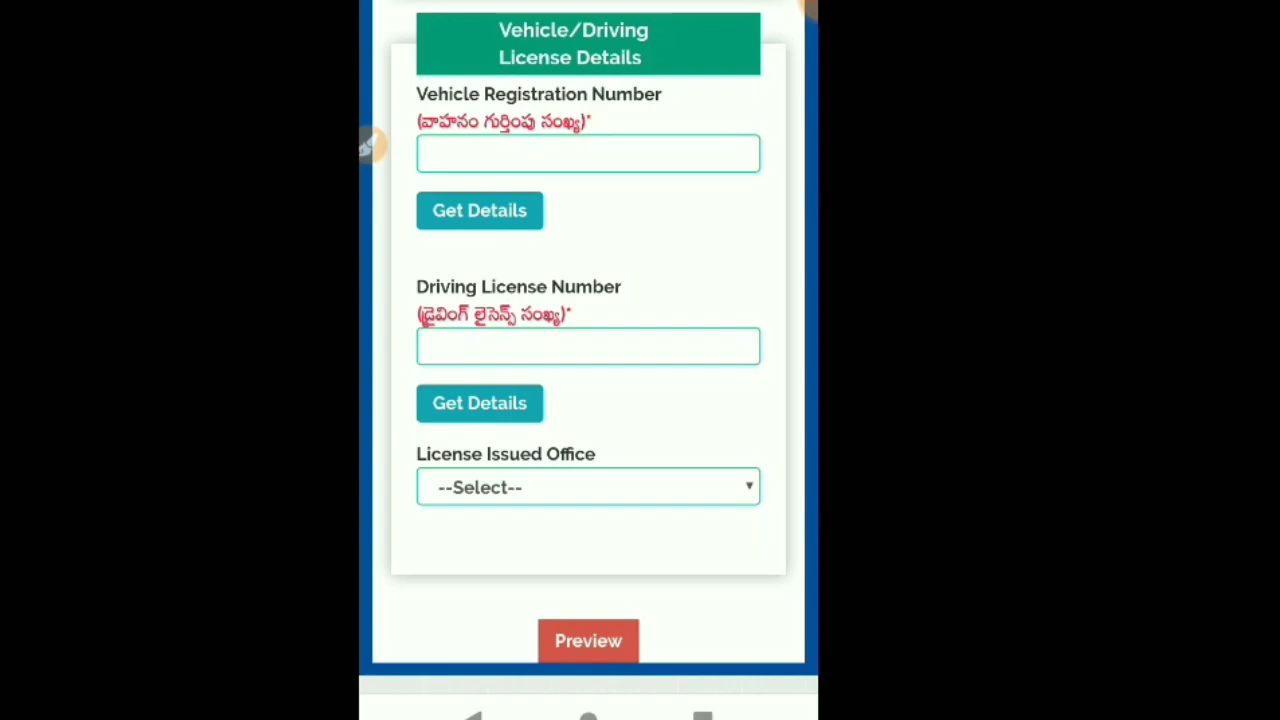 Vehicle/Driving
License Details
Vehicle Registration Number
(వాహనం గుర్తింపు సంఖ్య)*
Get Details
Driving License Number
(డ్రైవింగ్ లైసెన్స్ సంఖ్య)*
Get Details
License Issued Office
--Select--
Preview